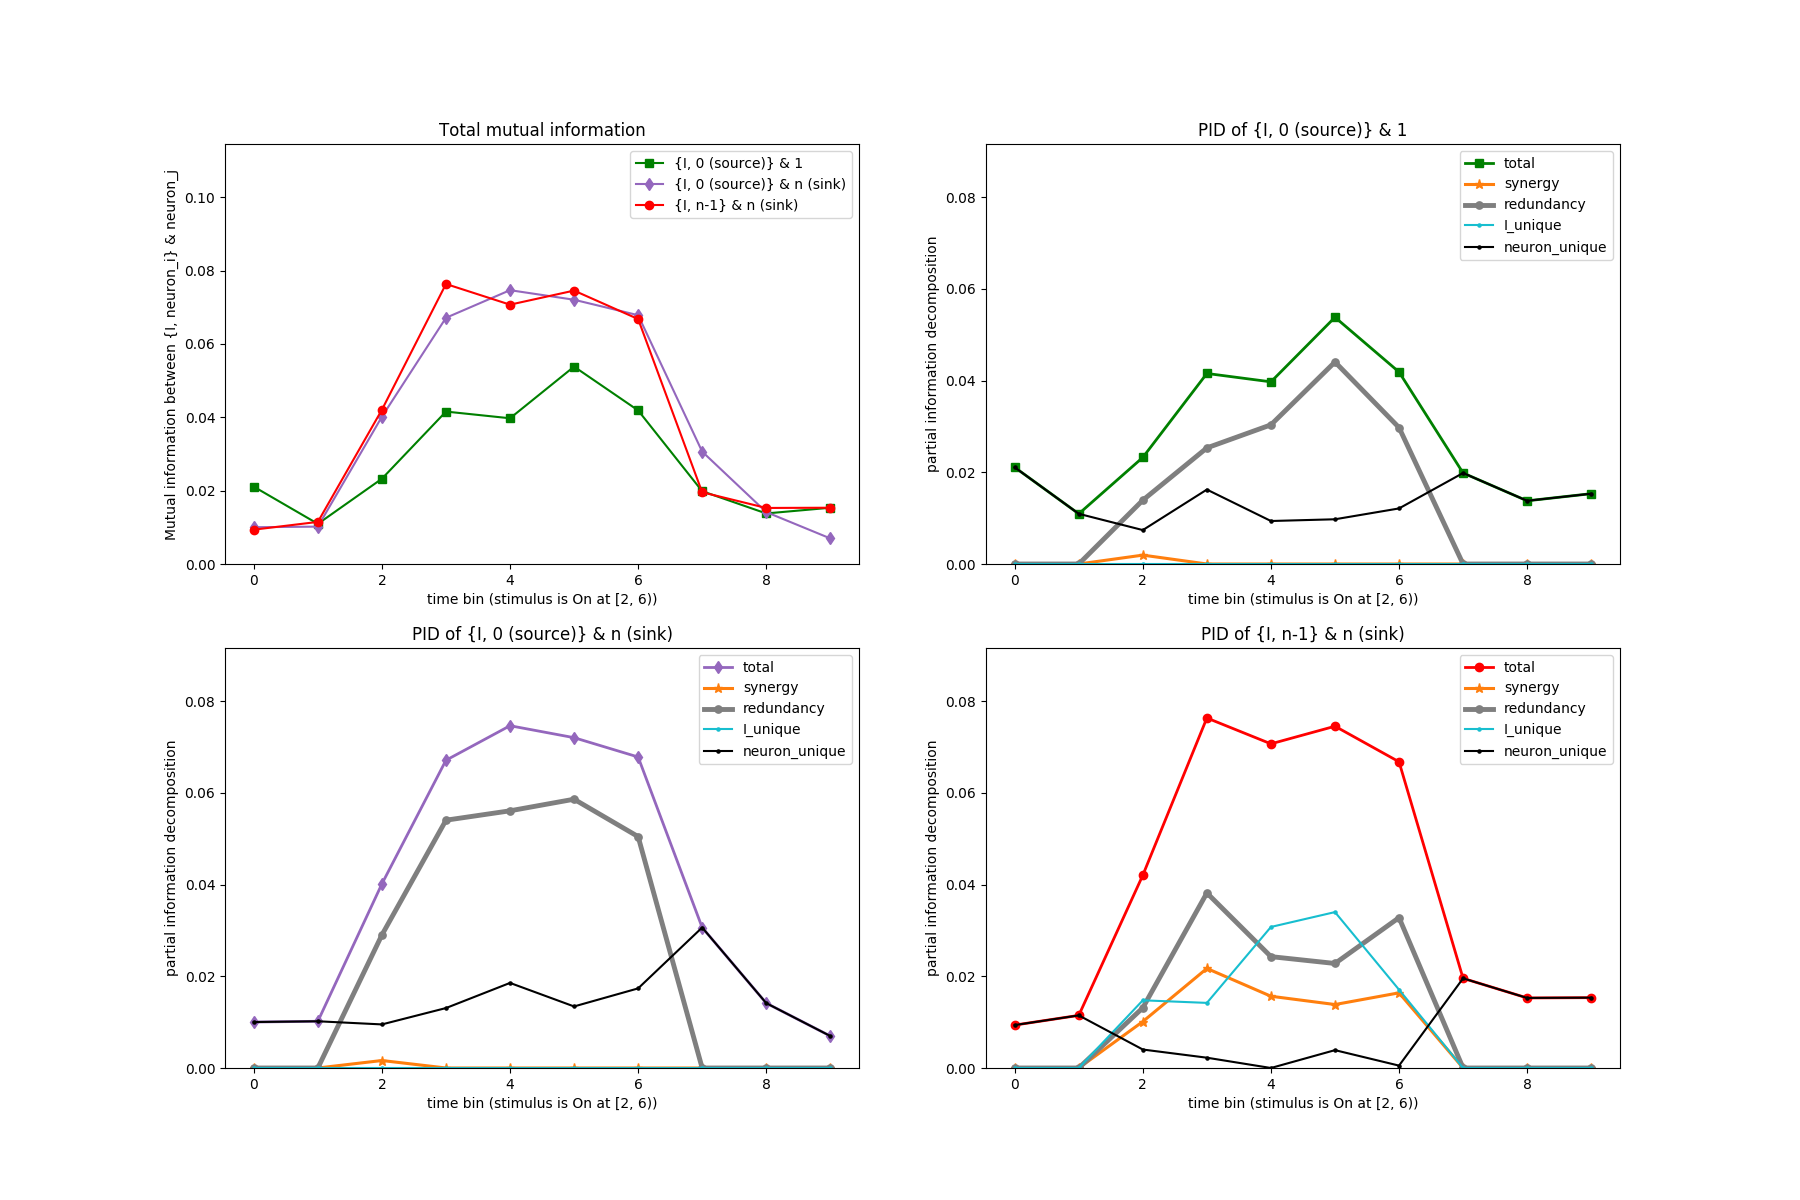 Total mutual information
Mutual information between {I, neuron_i} & neuron_j
0.10
0.08
0.06
0.04
0.02
0.00
{I, 0 (source)} & 1
{I, 0 (source)} & n (sink)
{I, n-1} & n (sink)
0 2 4 6 8
time bin (stimulus is On at [2, 6))
PID of {I, 0 (source)} & 1
partial information decomposition
0.08
0.06
0.04
0.02
0.00
total
synergy
redundancy
I_unique
neuron_unique
0 2 4 6 8
time bin (stimulus is On at [2, 6))
PID of {I, 0 (source)} & n (sink)
partial information decomposition
0.08
0.06
0.04
0.02
0.00
total
synergy
redundancy
I_unique
neuron_unique
0 2 4 6 8
time bin (stimulus is On at [2, 6))
PID of {I, n-1} & n (sink)
partial information decomposition
0.08
0.06
0.04
0.02
0.00
total
synergy
redundancy
I_unique
neuron_unique
0 2 4 6 8
time bin (stimulus is On at [2, 6))